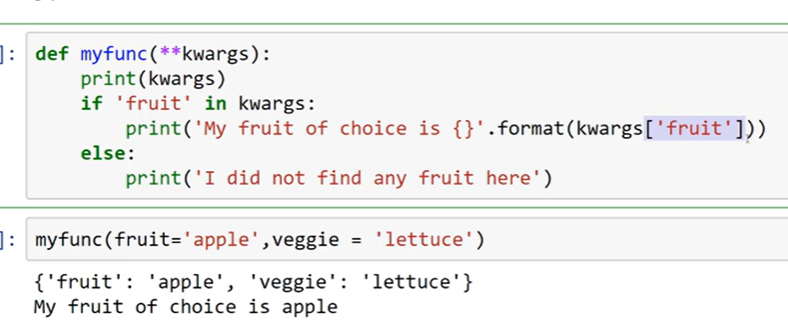 ]: def myfunc(**kwargs):
print(kwargs)
if 'fruit' in kwargs:
print('My fruit of choice is {}'.format(kwargs['fruit']))
else:
print('I did not find any fruit here')
]: myfunc(fruit='apple',veggie = 'lettuce')
{'fruit': 'apple', 'veggie': 'lettuce'}
My fruit of choice is apple